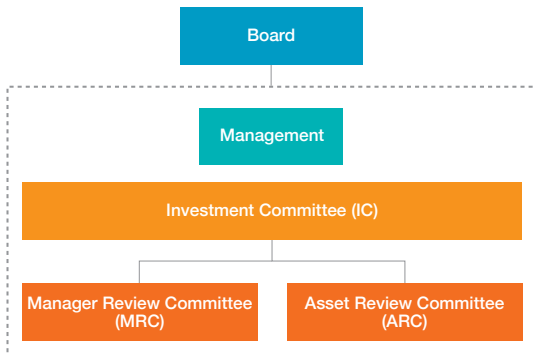 Board
Management
Investment Committee (IC)
Manager Review Committee
(MRC)
Asset Review Committee
(ARC)